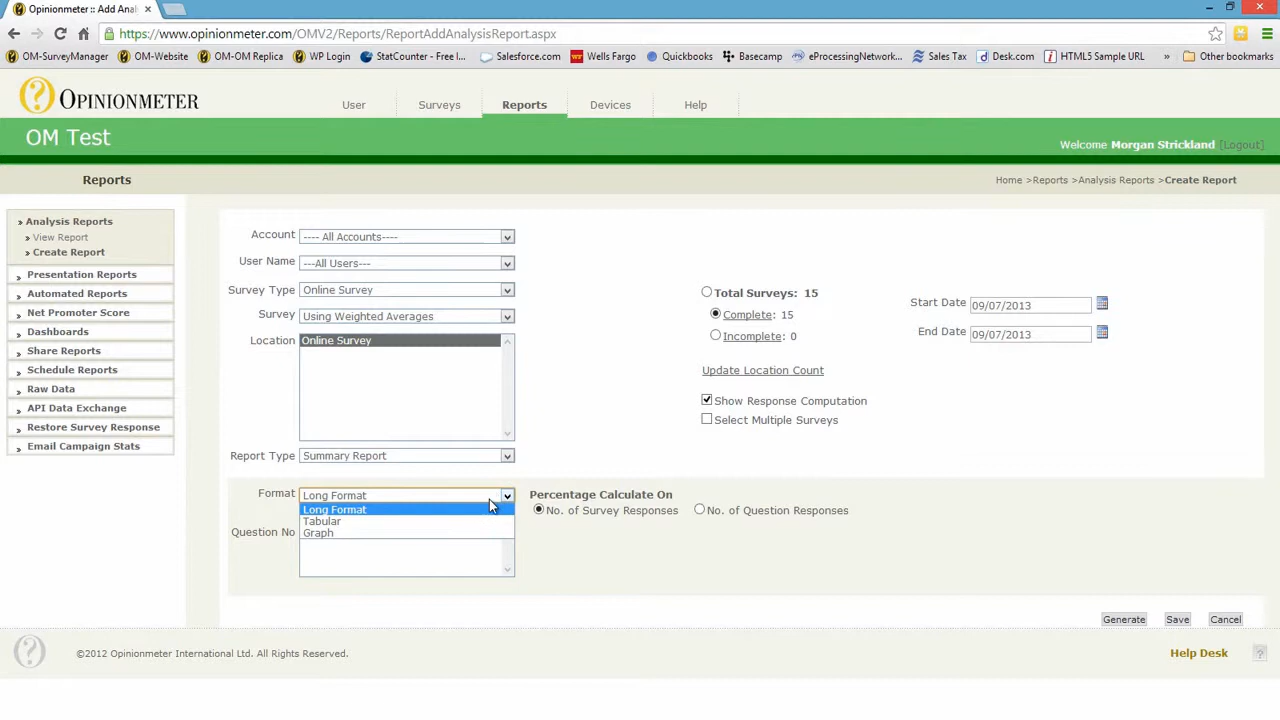 Opinionmeter :: Add Anal
https://www.opinionmeter.com/OMV2/Reports/ReportAddAnalysisReport.aspx
OM-SurveyManager OM-Website OM-OM Replica WP Login StatCounter - Free I... Salesforce.com Wells Fargo Quickbooks Basecamp eProcessingNetwork... Sales Tax Desk.com HTML5 Sample URL » Other bookmarks
OPINIONMETER
User Surveys Reports Devices Help
OM Test
Welcome Morgan Strickland [Logout]
Reports
Home >Reports >Analysis Reports >Create Report
Analysis Reports
View Report
Create Report
Presentation Reports
Automated Reports
Net Promoter Score
Dashboards
Share Reports
Schedule Reports
Raw Data
API Data Exchange
Restore Survey Response
Email Campaign Stats
Account ---- All Accounts----
User Name ---All Users---
Survey Type Online Survey
Survey Using Weighted Averages
Location Online Survey
Total Surveys: 15
Complete: 15
Incomplete: 0
Update Location Count
Show Response Computation
Select Multiple Surveys
Start Date 09/07/2013
End Date 09/07/2013
Report Type Summary Report
Format Long Format
Long Format
Tabular
Graph
Question No
Percentage Calculate On
No. of Survey Responses No. of Question Responses
Generate Save Cancel
©2012 Opinionmeter International Ltd. All Rights Reserved.
Help Desk ?